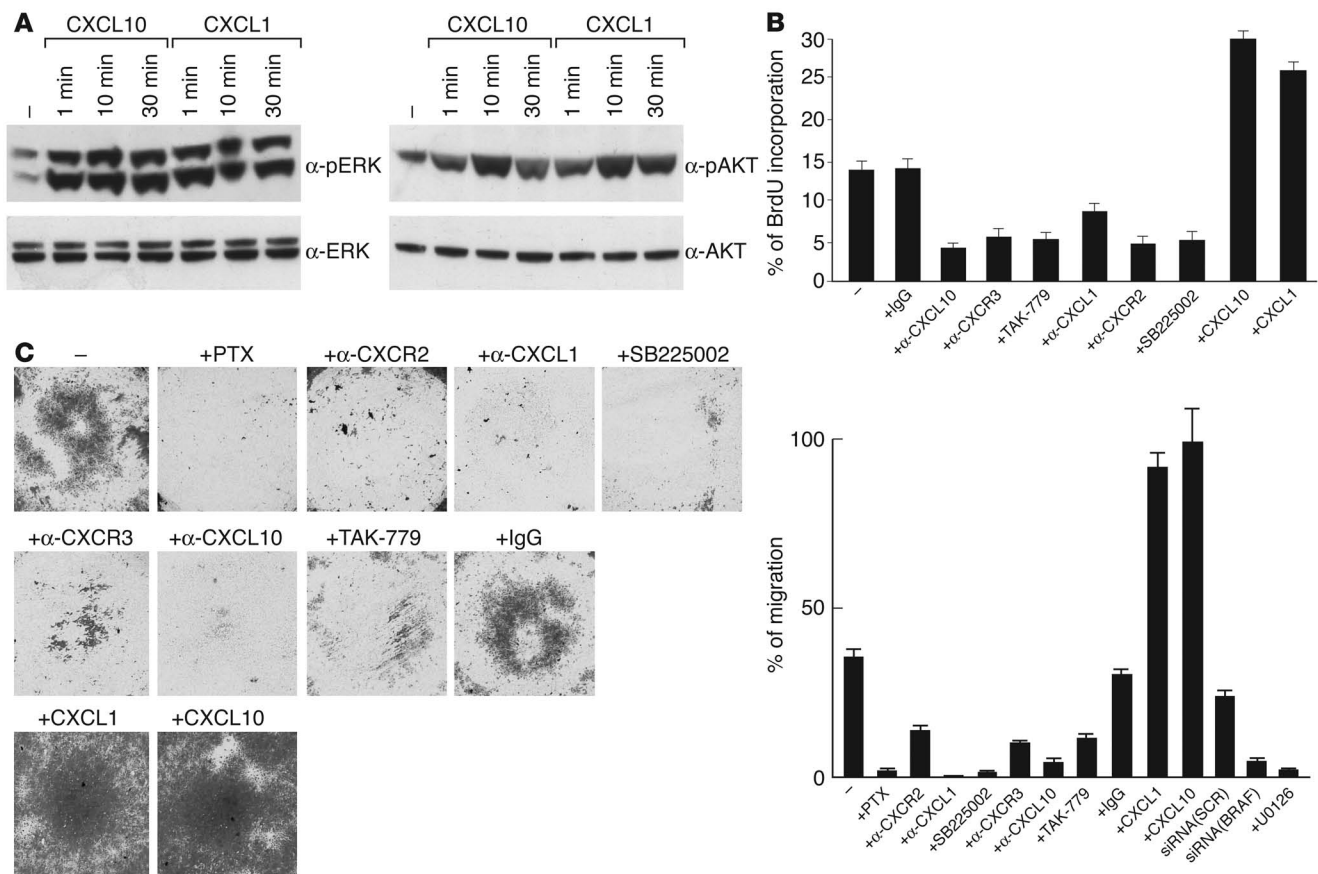 A
CXCL10 CXCL1
– 1 min 10 min 30 min 1 min 10 min 30 min
α-pERK
α-ERK
CXCL10 CXCL1
– 1 min 10 min 30 min 1 min 10 min 30 min
α-pAKT
α-AKT
B
% of BrdU incorporation
30
25
20
15
10
5
0
– +IgG +α-CXCL10 +α-CXCR3 +TAK-779 +α-CXCL1 +α-CXCR2 +SB225002 +CXCL10 +CXCL1
C
– +PTX +α-CXCR2 +α-CXCL1 +SB225002
+α-CXCR3 +α-CXCL10 +TAK-779 +IgG
+CXCL1 +CXCL10
% of migration
100
50
0
– +PTX +α-CXCR2 +α-CXCL1 +SB225002 +α-CXCR3 +α-CXCL10 +TAK-779 +IgG +CXCL1 +CXCL10 siRNA(SCR) siRNA(BRAF) +U0126